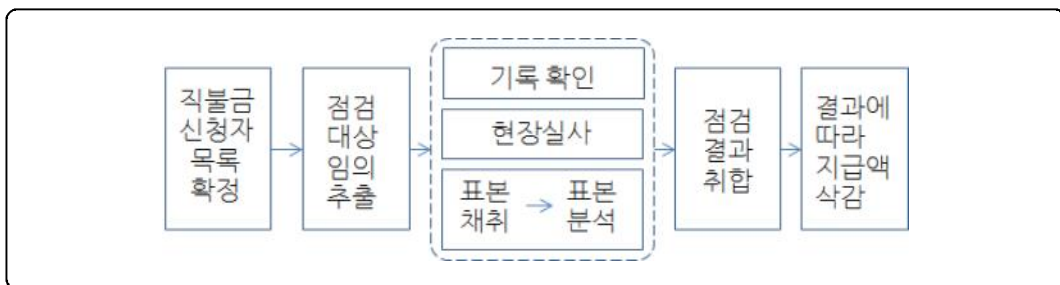 직불금
신청자
목록
확정
점검
대상
임의
추출
기록 확인
현장실사
표본
채취
표본
분석
점검
결과
취합
결과에
따라
지급액
삭감